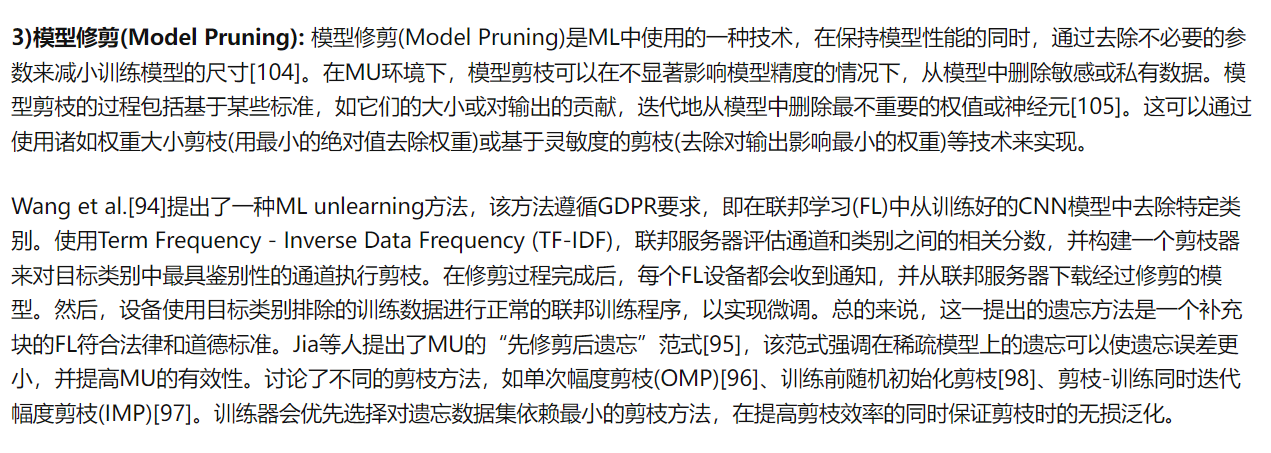 3)模型修剪(Model Pruning): 模型修剪(Model Pruning)是ML中使用的一种技术，在保持模型性能的同时，通过去除不必要的参
数来减小训练模型的尺寸[104]。在MU环境下，模型剪枝可以在不显著影响模型精度的情况下，从模型中删除敏感或私有数据。模
型剪枝的过程包括基于某些标准，如它们的大小或对输出的贡献，迭代地从模型中删除最不重要的权值或神经元[105]。这可以通过
使用诸如权重大小剪枝(用最小的绝对值去除权重)或基于灵敏度的剪枝(去除对输出影响最小的权重)等技术来实现。
Wang et al.[94]提出了一种ML unlearning方法，该方法遵循GDPR要求，即在联邦学习(FL)中从训练好的CNN模型中去除特定类
别。使用Term Frequency - Inverse Data Frequency (TF-IDF)，联邦服务器评估通道和类别之间的相关分数，并构建一个剪枝器
来对目标类别中最具鉴别性的通道执行剪枝。在修剪过程完成后，每个FL设备都会收到通知，并从联邦服务器下载经过修剪的模
型。然后，设备使用目标类别排除的训练数据进行正常的联邦训练程序，以实现微调。总的来说，这一提出的遗忘方法是一个补充
块的FL符合法律和道德标准。Jia等人提出了MU的“先修剪后遗忘”范式[95]，该范式强调在稀疏模型上的遗忘可以使遗忘误差更
小，并提高MU的有效性。讨论了不同的剪枝方法，如单次幅度剪枝(OMP)[96]、训练前随机初始化剪枝[98]、剪枝-训练同时迭代
幅度剪枝(IMP)[97]。训练器会优先选择对遗忘数据集依赖最小的剪枝方法，在提高剪枝效率的同时保证剪枝时的无损泛化。